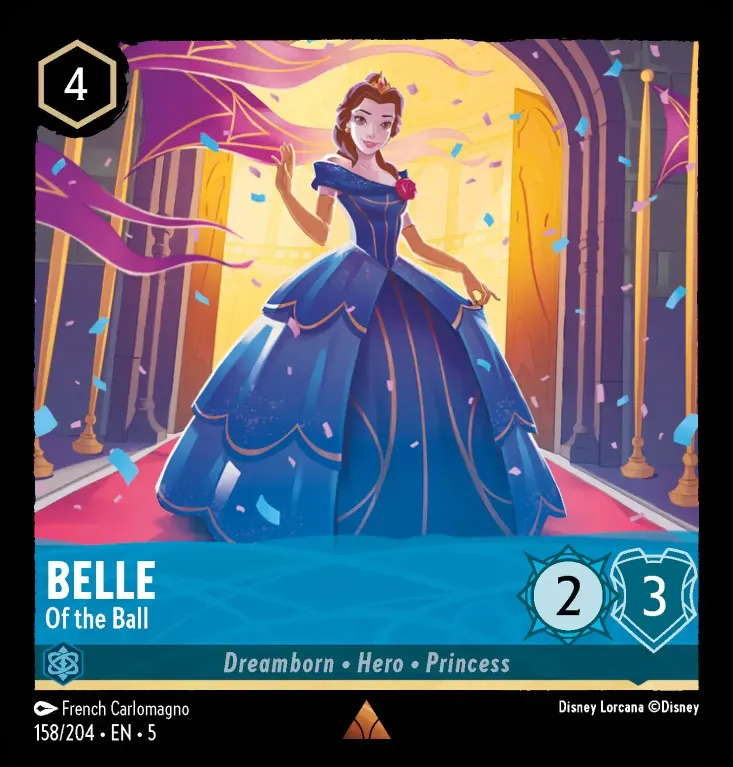 4
BELLE
Of the Ball
2
3
Dreamborn • Hero • Princess
French Carlomagno
158/204 • EN • 5
Disney Lorcana ©Disney